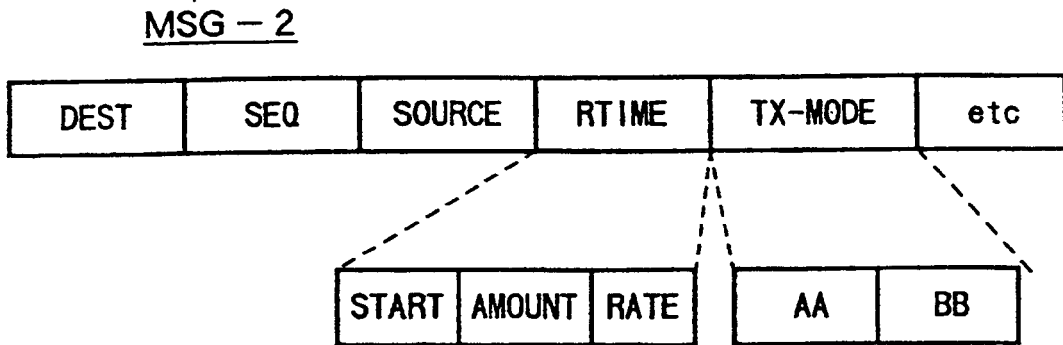 MSG - 2
DEST SEQ SOURCE RTIME TX-MODE etc
START AMOUNT RATE AA BB